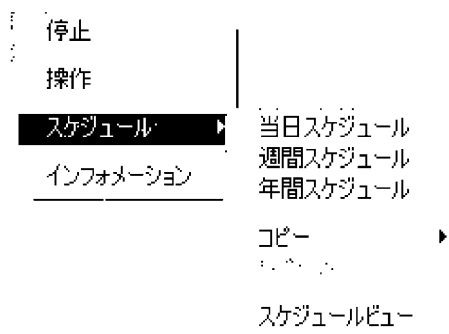 停止
操作
スケジュール
インフォメーション
当日スケジュール
週間スケジュール
年間スケジュール
コピー
スケジュールビュー